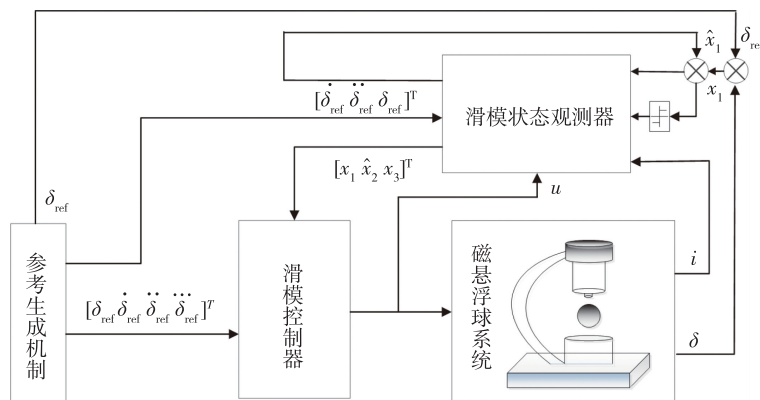 x̂₁
δ_re
x₁
[δ̇_ref δ̈_ref δ_ref]ᵀ
滑模状态观测器
[x₁ x̂₂ x₃]ᵀ
u
δ_ref
参考生成机制
[δ_ref δ̇_ref δ̈_ref δ⃛_ref]ᵀ
滑模控制器
磁悬浮球系统
i
δ